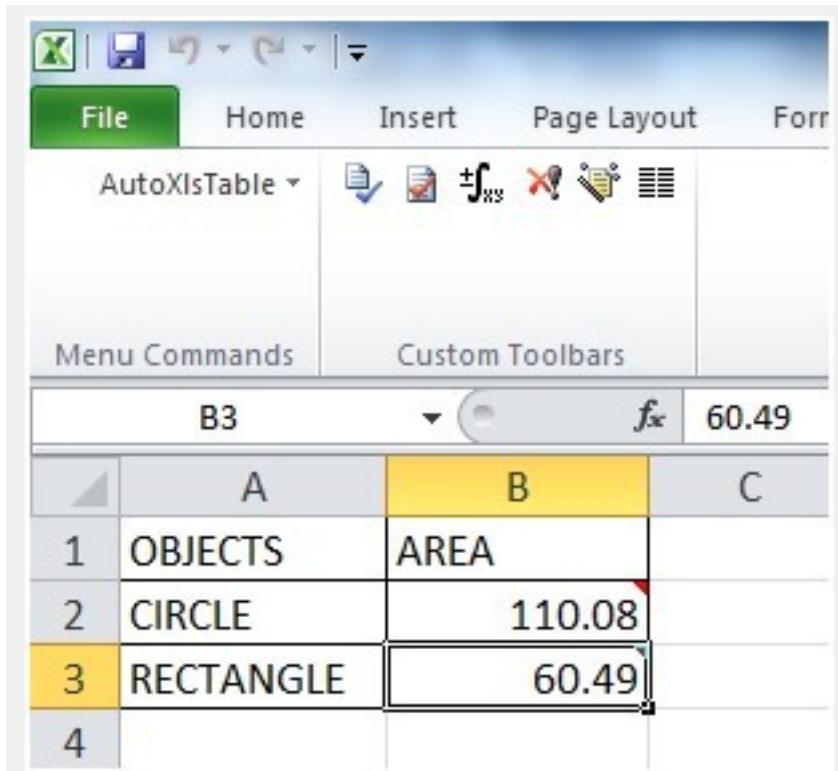 File Home Insert Page Layout Forr
AutoXlsTable
Menu Commands Custom Toolbars
B3 fx 60.49
A B C
1 OBJECTS AREA
2 CIRCLE 110.08
3 RECTANGLE 60.49
4